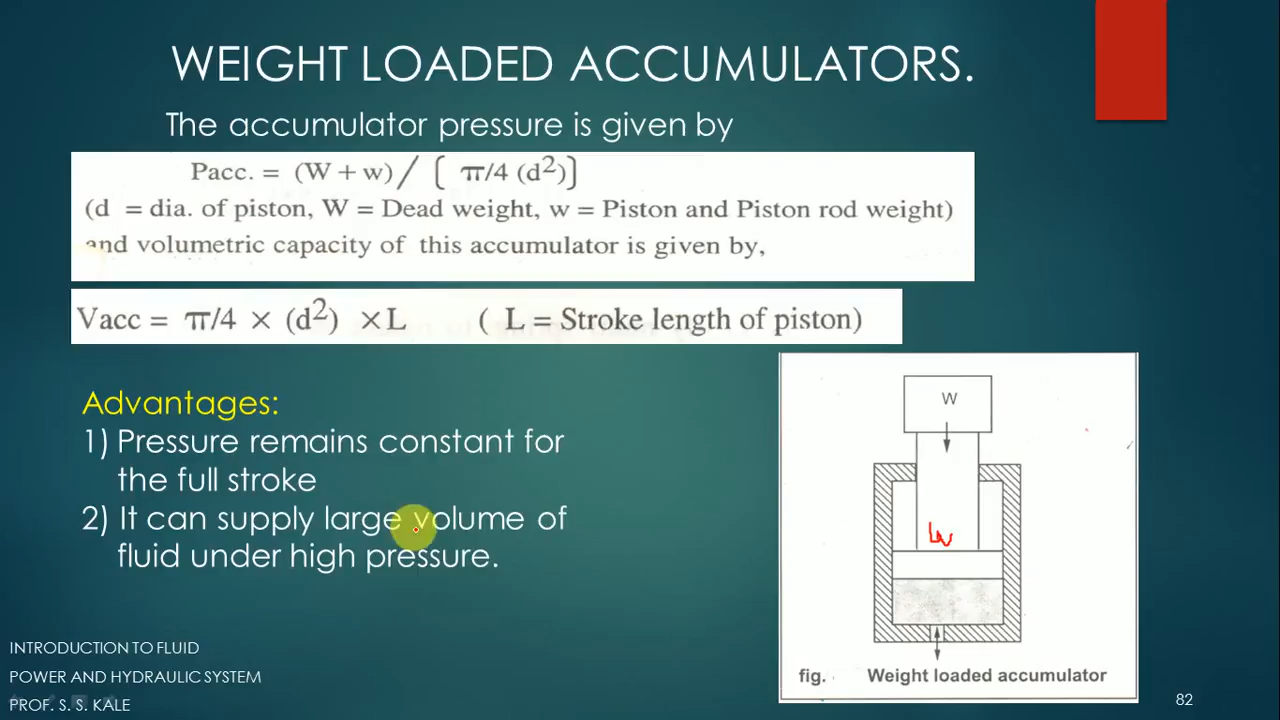 WEIGHT LOADED ACCUMULATORS.
The accumulator pressure is given by
Pacc. = (W + w) / [ π/4 (d²)]
(d = dia. of piston, W = Dead weight, w = Piston and Piston rod weight)
and volumetric capacity of this accumulator is given by,
Vacc = π/4 × (d²) ×L ( L = Stroke length of piston)
Advantages:
1) Pressure remains constant for
the full stroke
2) It can supply large volume of
fluid under high pressure.
W
w
fig. Weight loaded accumulator
INTRODUCTION TO FLUID
POWER AND HYDRAULIC SYSTEM
PROF. S. S. KALE
82